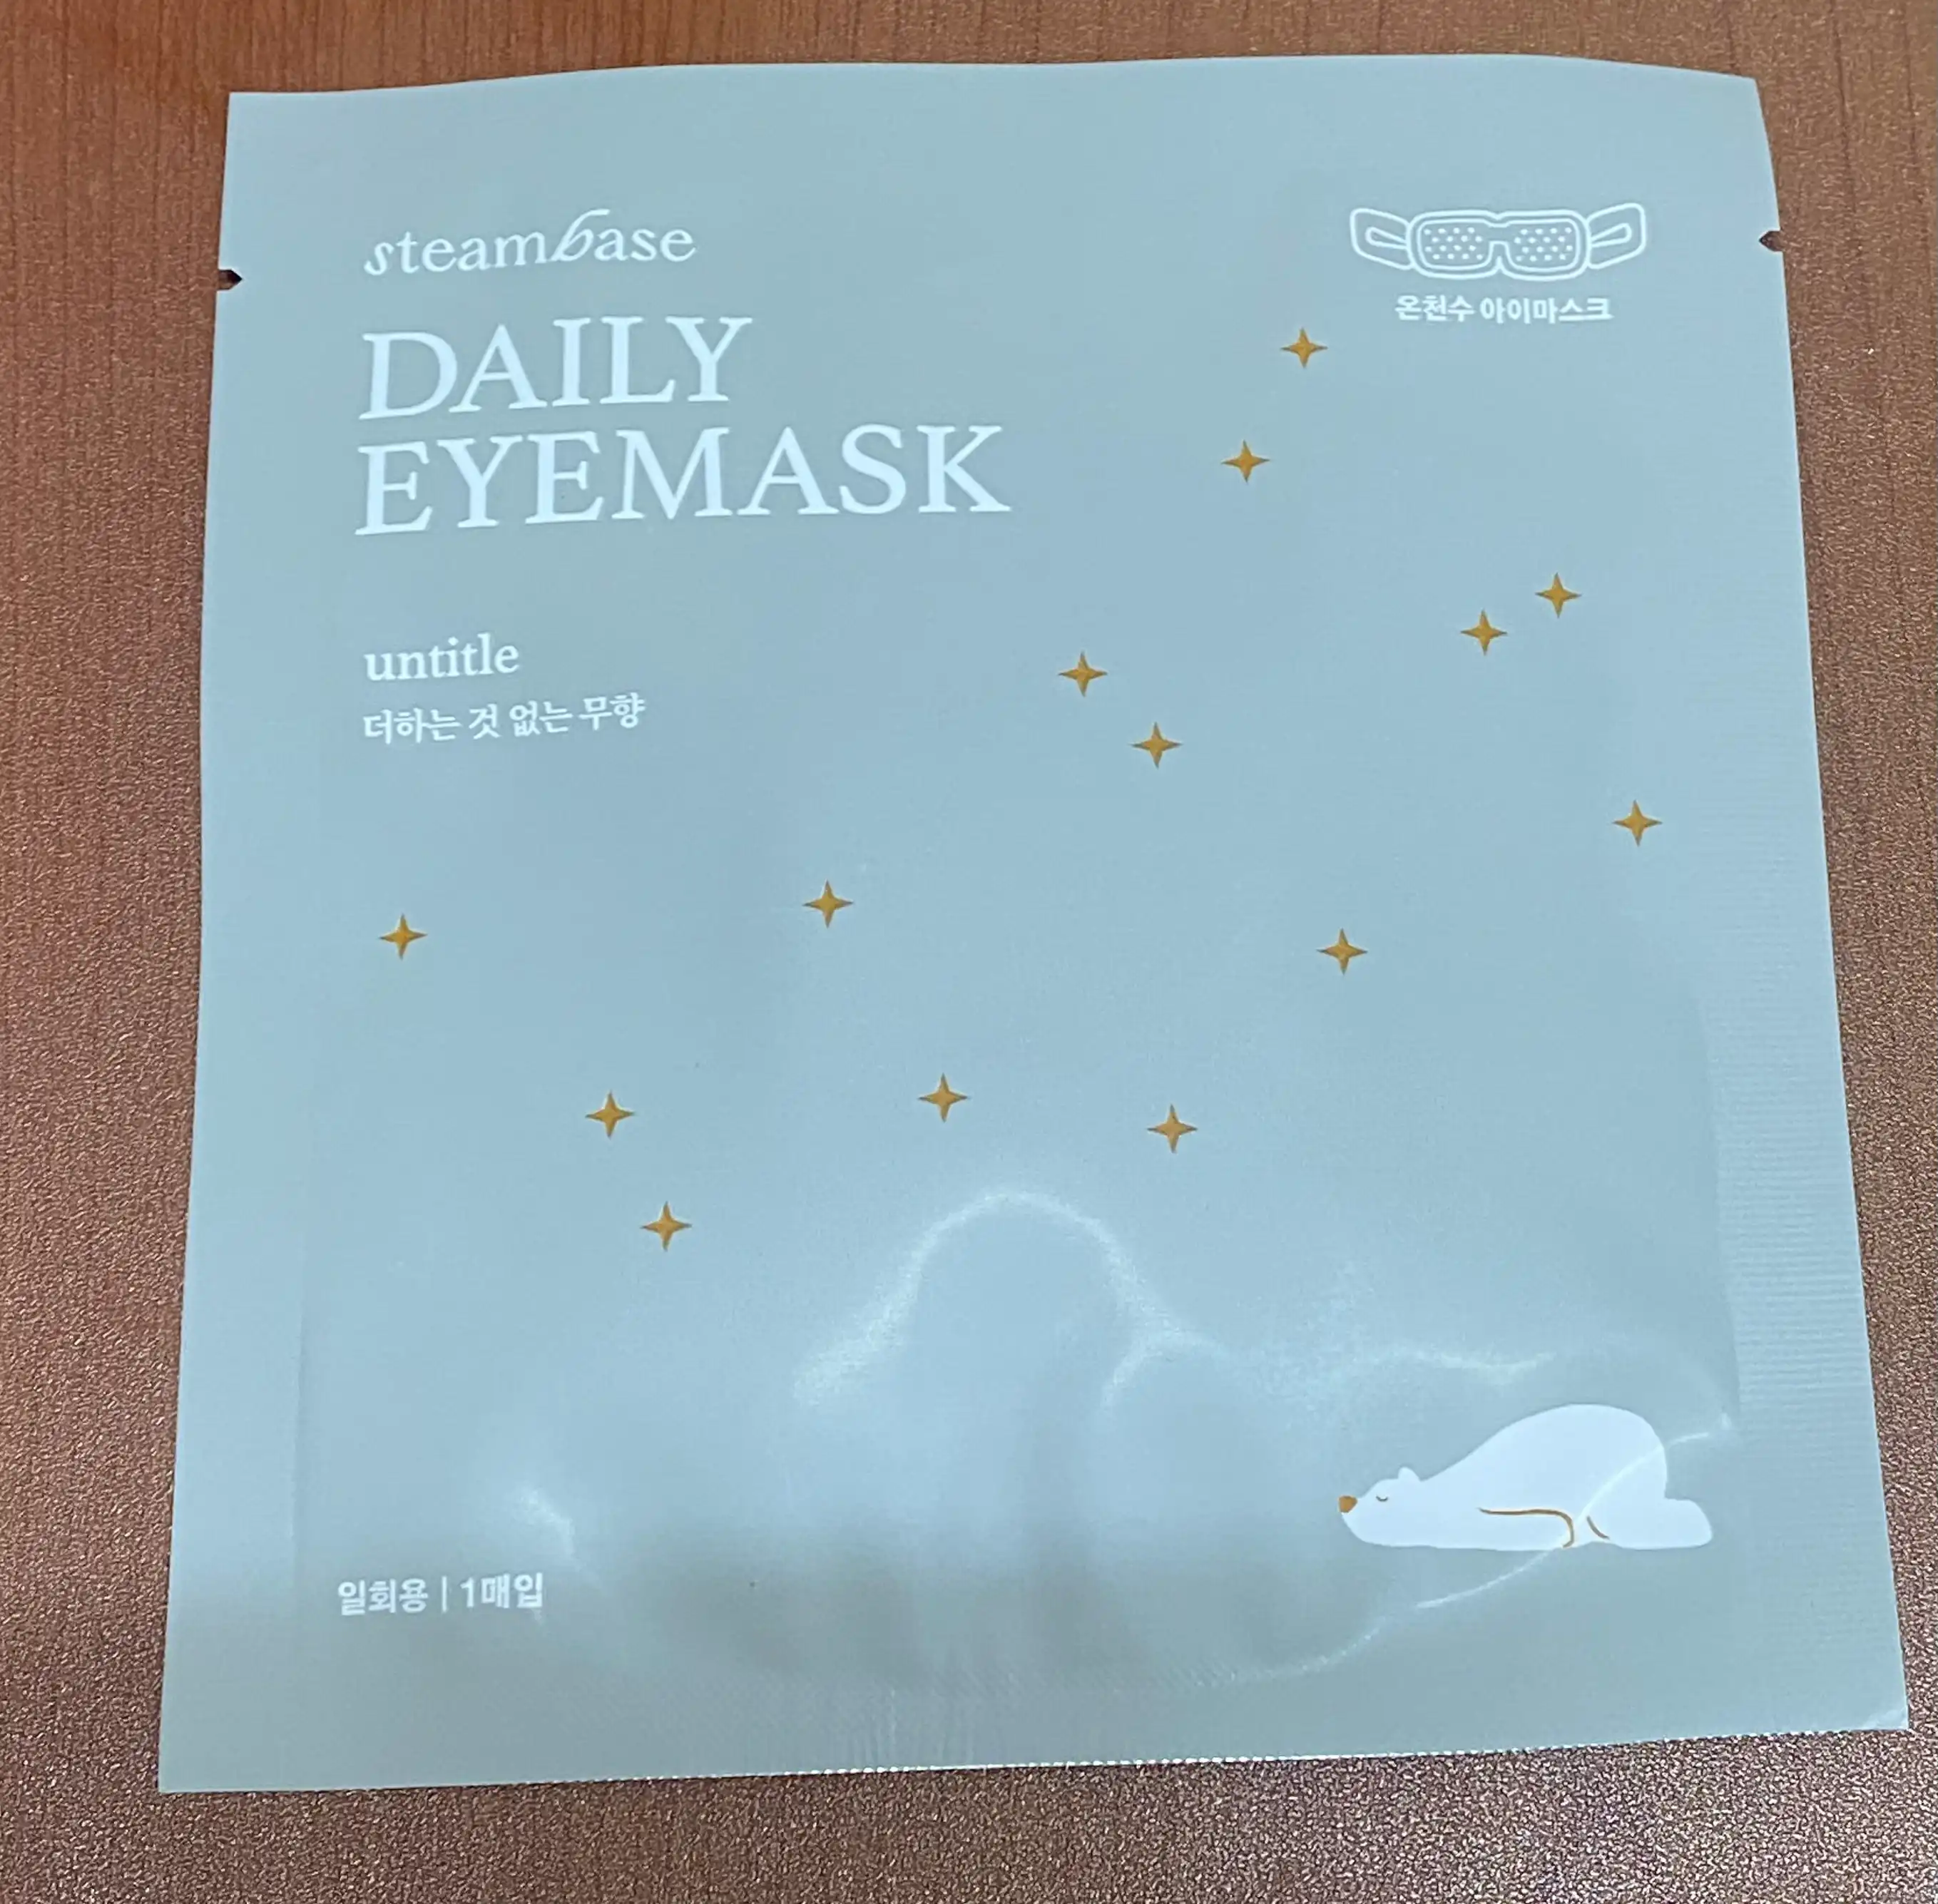 steambase
DAILY
EYEMASK
온천수 아이마스크
untitle
더하는 것 없는 무향
일회용 | 1매입